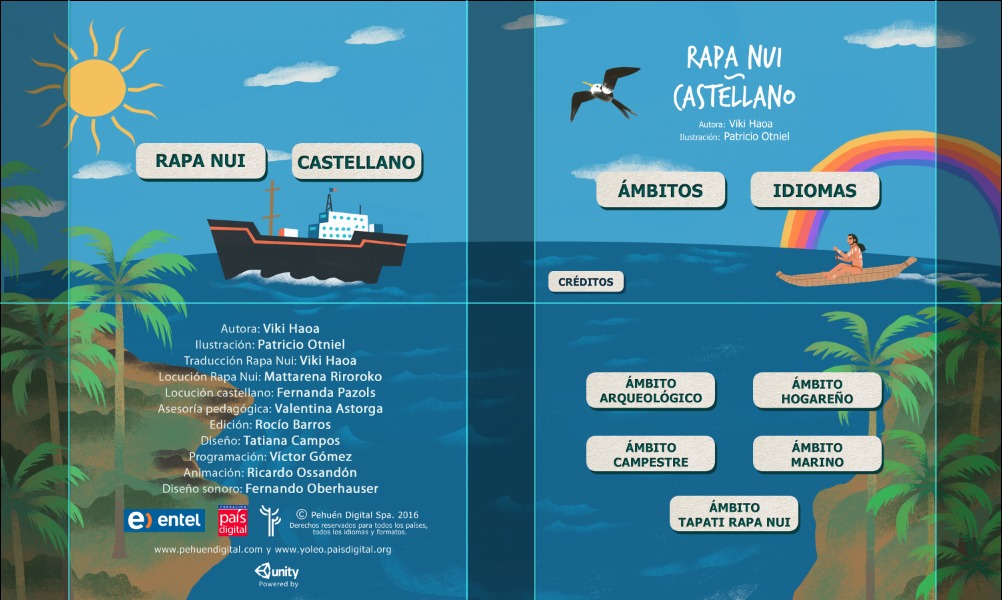 RAPA NUI
CASTELLANO
RAPA NUI
~
CASTELLANO
Autora: Viki Haoa
Ilustración: Patricio Otniel
ÁMBITOS
IDIOMAS
CRÉDITOS
Autora: Viki Haoa
Ilustración: Patricio Otniel
Traducción Rapa Nui: Viki Haoa
Locución Rapa Nui: Mattarena Riroroko
Locución castellano: Fernanda Pazols
Asesoría pedagógica: Valentina Astorga
Edición: Rocío Barros
Diseño: Tatiana Campos
Programación: Víctor Gómez
Animación: Ricardo Ossandón
Diseño sonoro: Fernando Oberhauser
e) entel
FUNDACIÓN
país
digital
© Pehuén Digital Spa. 2016
Derechos reservados para todos los países,
todos los idiomas y formatos.
www.pehuendigital.com y www.yoleo.paisdigital.org
unity
Powered by
ÁMBITO
ARQUEOLÓGICO
ÁMBITO
HOGAREÑO
ÁMBITO
CAMPESTRE
ÁMBITO
MARINO
ÁMBITO
TAPATI RAPA NUI